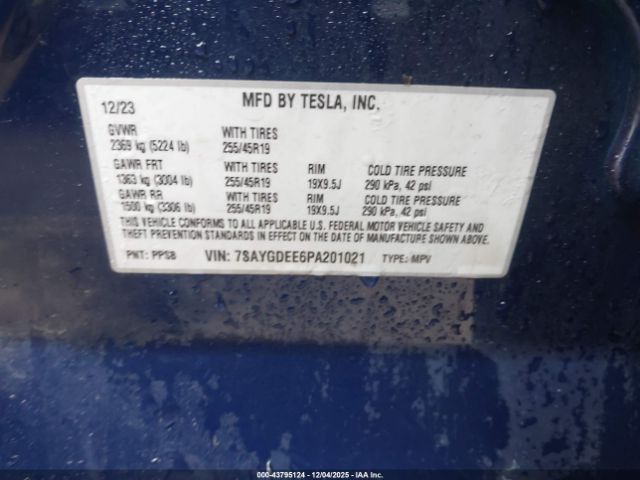 12/23 MFD BY TESLA, INC.
GVWR WITH TIRES
2369 kg (5224 lb) 255/45R19
GAWR FRT WITH TIRES RIM COLD TIRE PRESSURE
1363 kg (3004 lb) 255/45R19 19X9.5J 290 kPa, 42 psi
GAWR RR WITH TIRES RIM COLD TIRE PRESSURE
1500 kg (3306 lb) 255/45R19 19X9.5J 290 kPa, 42 psi
THIS VEHICLE CONFORMS TO ALL APPLICABLE U.S. FEDERAL MOTOR VEHICLE SAFETY AND
THEFT PREVENTION STANDARDS IN EFFECT ON THE DATE OF MANUFACTURE SHOWN ABOVE.
PNT: PPSB VIN: 7SAYGDEE6PA201021 TYPE: MPV
000-43795124 - 12/04/2025 - IAA Inc.